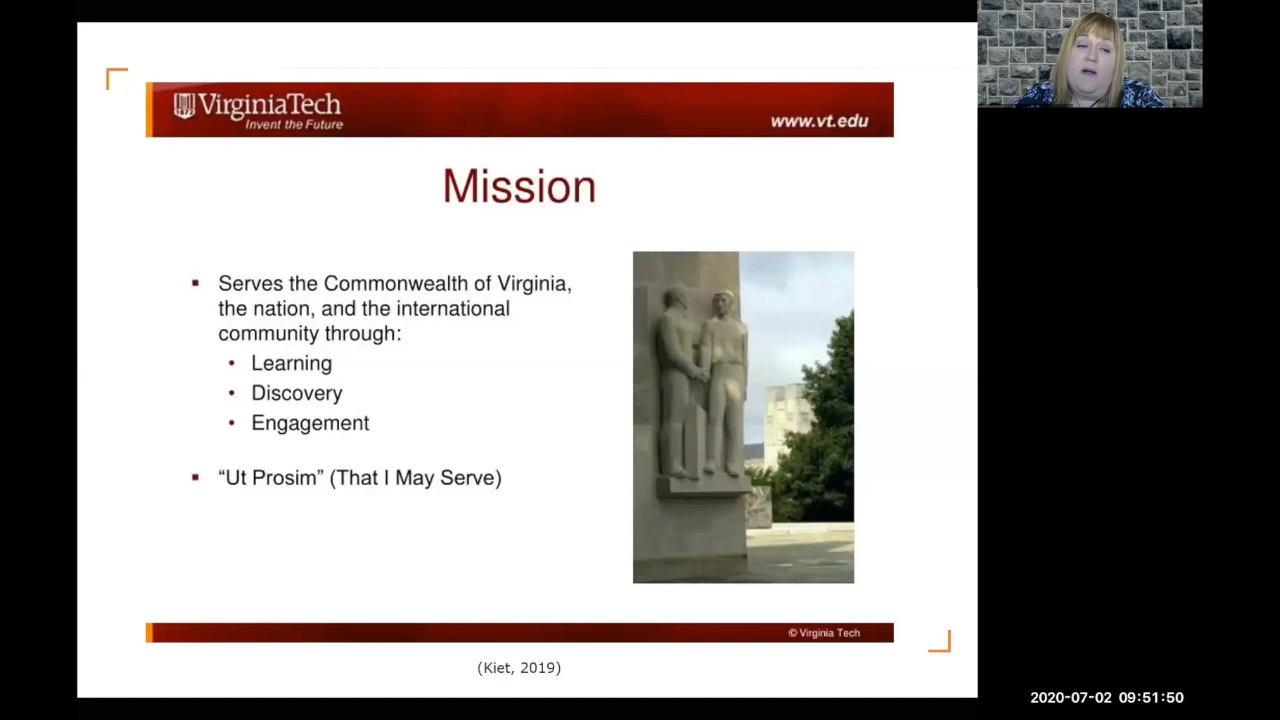 VirginiaTech
Invent the Future
www.vt.edu
Mission
Serves the Commonwealth of Virginia,
the nation, and the international
community through:
Learning
Discovery
Engagement
“Ut Prosim” (That I May Serve)
© Virginia Tech
(Kiet, 2019)
2020-07-02 09:51:50